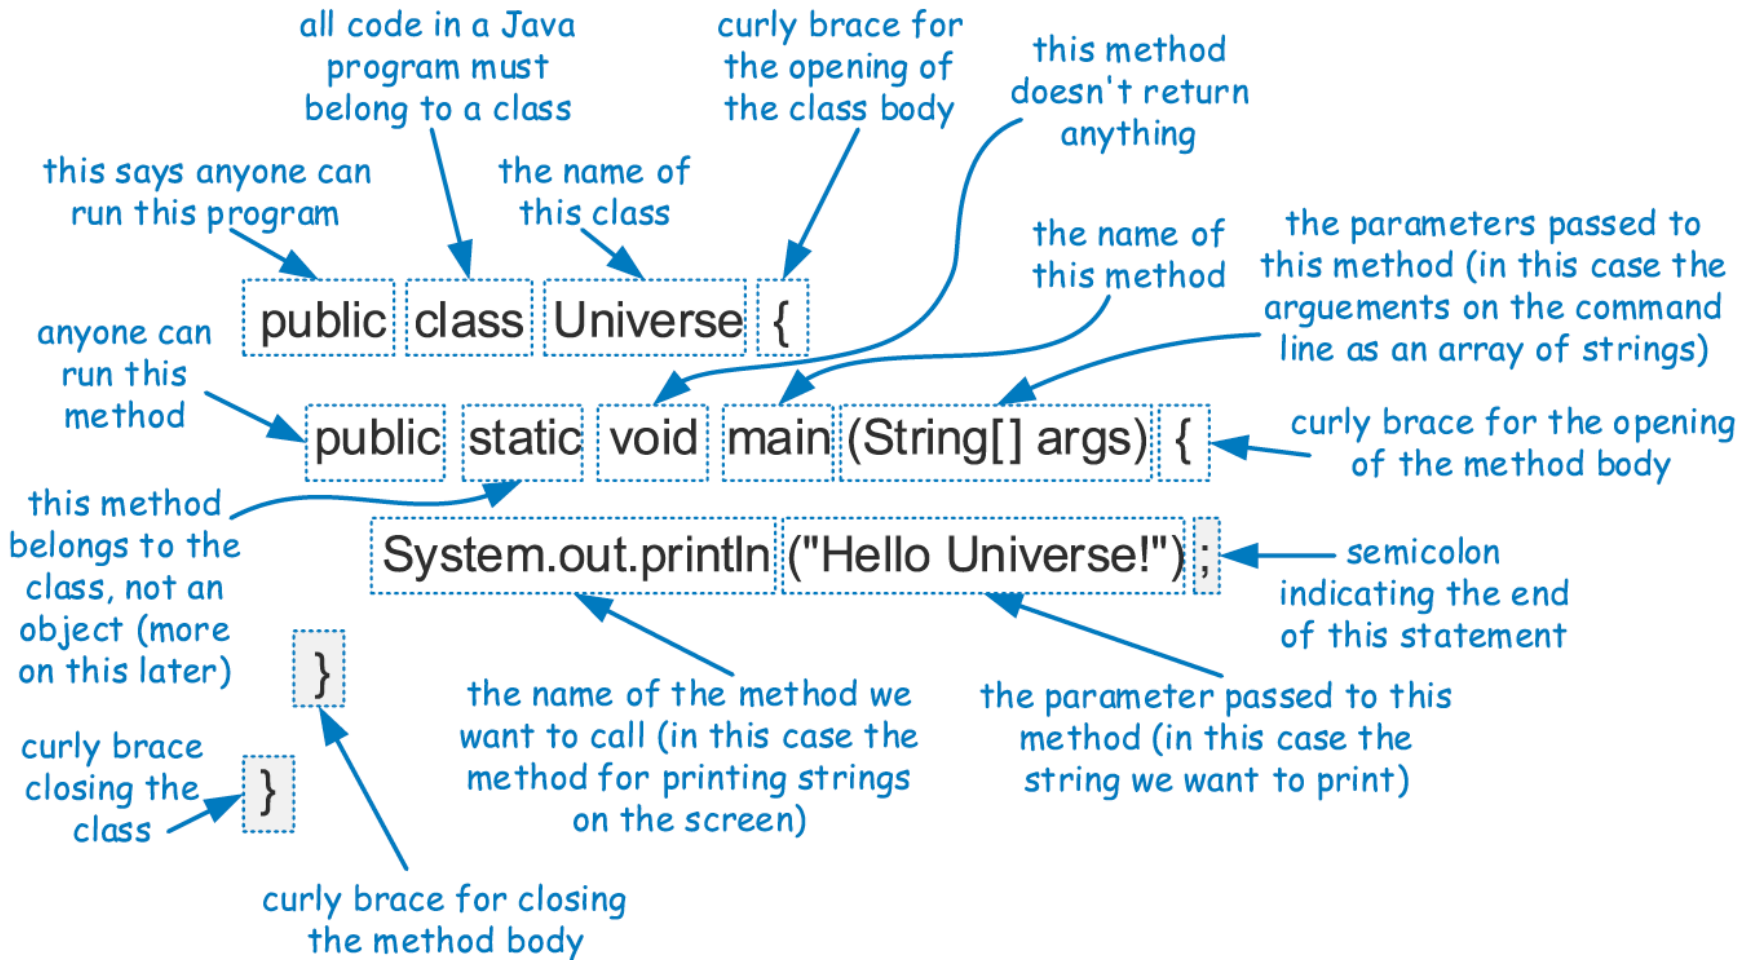 all code in a Java
program must
belong to a class
curly brace for
the opening of
the class body
this method
doesn't return
anything
this says anyone can
run this program
the name of
this class
the name of
this method
the parameters passed to
this method (in this case the
arguements on the command
line as an array of strings)
public class Universe {
anyone can
run this
method
public static void main (String[] args) {
curly brace for the opening
of the method body
this method
belongs to the
class, not an
object (more
on this later)
System.out.println ("Hello Universe!") ;
semicolon
indicating the end
of this statement
}
the name of the method we
want to call (in this case the
method for printing strings
on the screen)
the parameter passed to this
method (in this case the
string we want to print)
curly brace
closing the
class
}
curly brace for closing
the method body